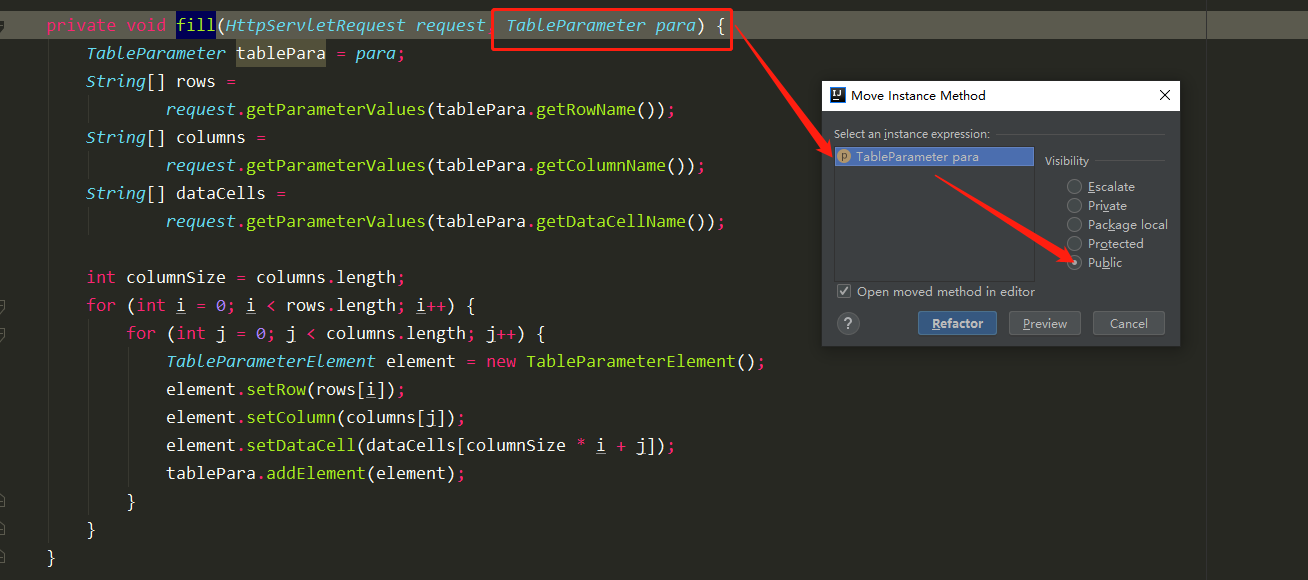 private void fill(HttpServletRequest request, TableParameter para) {
TableParameter tablePara = para;
String[] rows =
request.getParameterValues(tablePara.getRowName());
String[] columns =
request.getParameterValues(tablePara.getColumnName());
String[] dataCells =
request.getParameterValues(tablePara.getDataCellName());
int columnSize = columns.length;
for (int i = 0; i < rows.length; i++) {
for (int j = 0; j < columns.length; j++) {
TableParameterElement element = new TableParameterElement();
element.setRow(rows[i]);
element.setColumn(columns[j]);
element.setDataCell(dataCells[columnSize * i + j]);
tablePara.addElement(element);
}
}
}
Move Instance Method
Select an instance expression:
p TableParameter para
Visibility
Escalate
Private
Package local
Protected
Public
Open moved method in editor
?
Refactor
Preview
Cancel